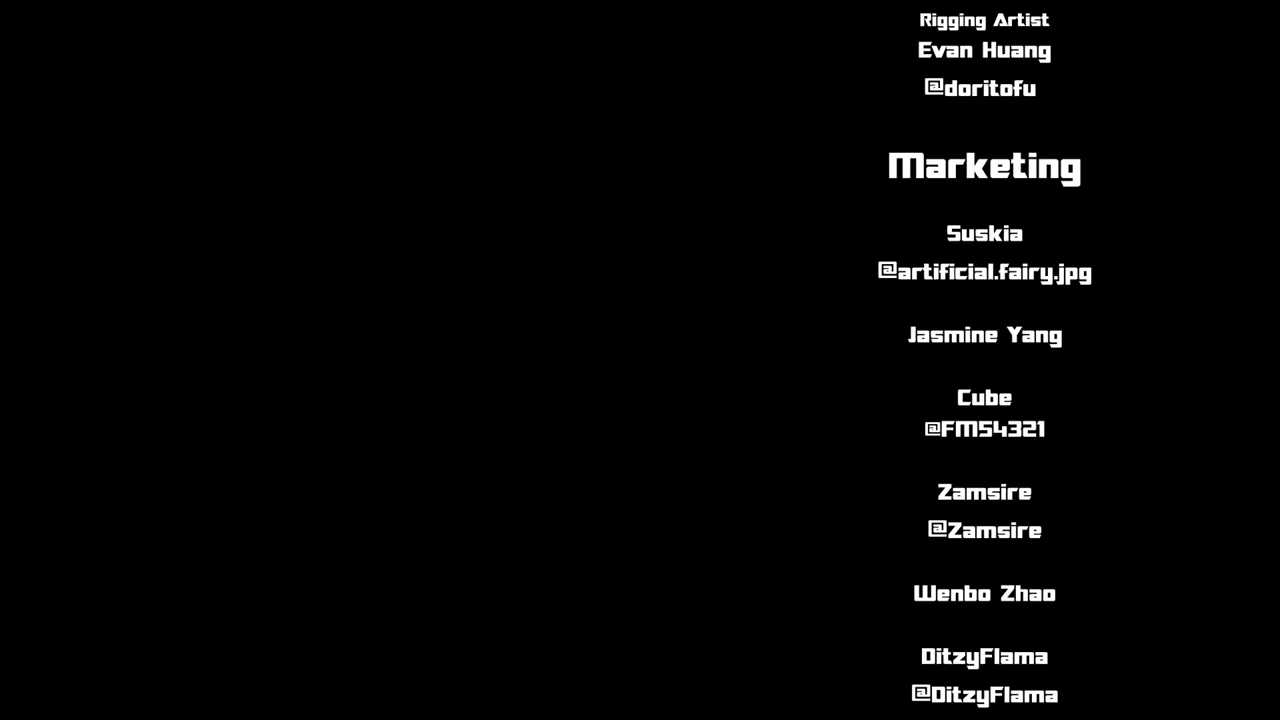 Rigging Artist
Evan Huang
@doritofu
Marketing
Suskia
@artificial.fairy.jpg
Jasmine Yang
Cube
@FM54321
Zamsire
@Zamsire
Wenbo Zhao
DitzyFlama
@DitzyFlama